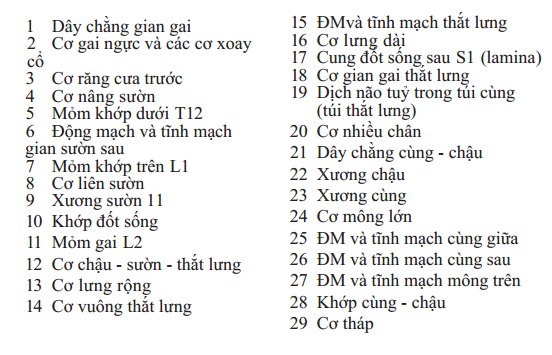 1 Dây chằng gian gai
2 Cơ gai ngực và các cơ xoay
cổ
3 Cơ răng cưa trước
4 Cơ nâng sườn
5 Mỏm khớp dưới T12
6 Động mạch và tĩnh mạch
gian sườn sau
7 Mỏm khớp trên L1
8 Cơ liên sườn
9 Xương sườn 11
10 Khớp đốt sống
11 Mỏm gai L2
12 Cơ chậu - sườn - thắt lưng
13 Cơ lưng rộng
14 Cơ vuông thắt lưng
15 ĐMvà tĩnh mạch thắt lưng
16 Cơ lưng dài
17 Cung đốt sống sau S1 (lamina)
18 Cơ gian gai thắt lưng
19 Dịch não tuỷ trong túi cùng
(túi thắt lưng)
20 Cơ nhiều chân
21 Dây chằng cùng - chậu
22 Xương chậu
23 Xương cùng
24 Cơ mông lớn
25 ĐM và tĩnh mạch cùng giữa
26 ĐM và tĩnh mạch cùng sau
27 ĐM và tĩnh mạch mông trên
28 Khớp cùng - chậu
29 Cơ tháp